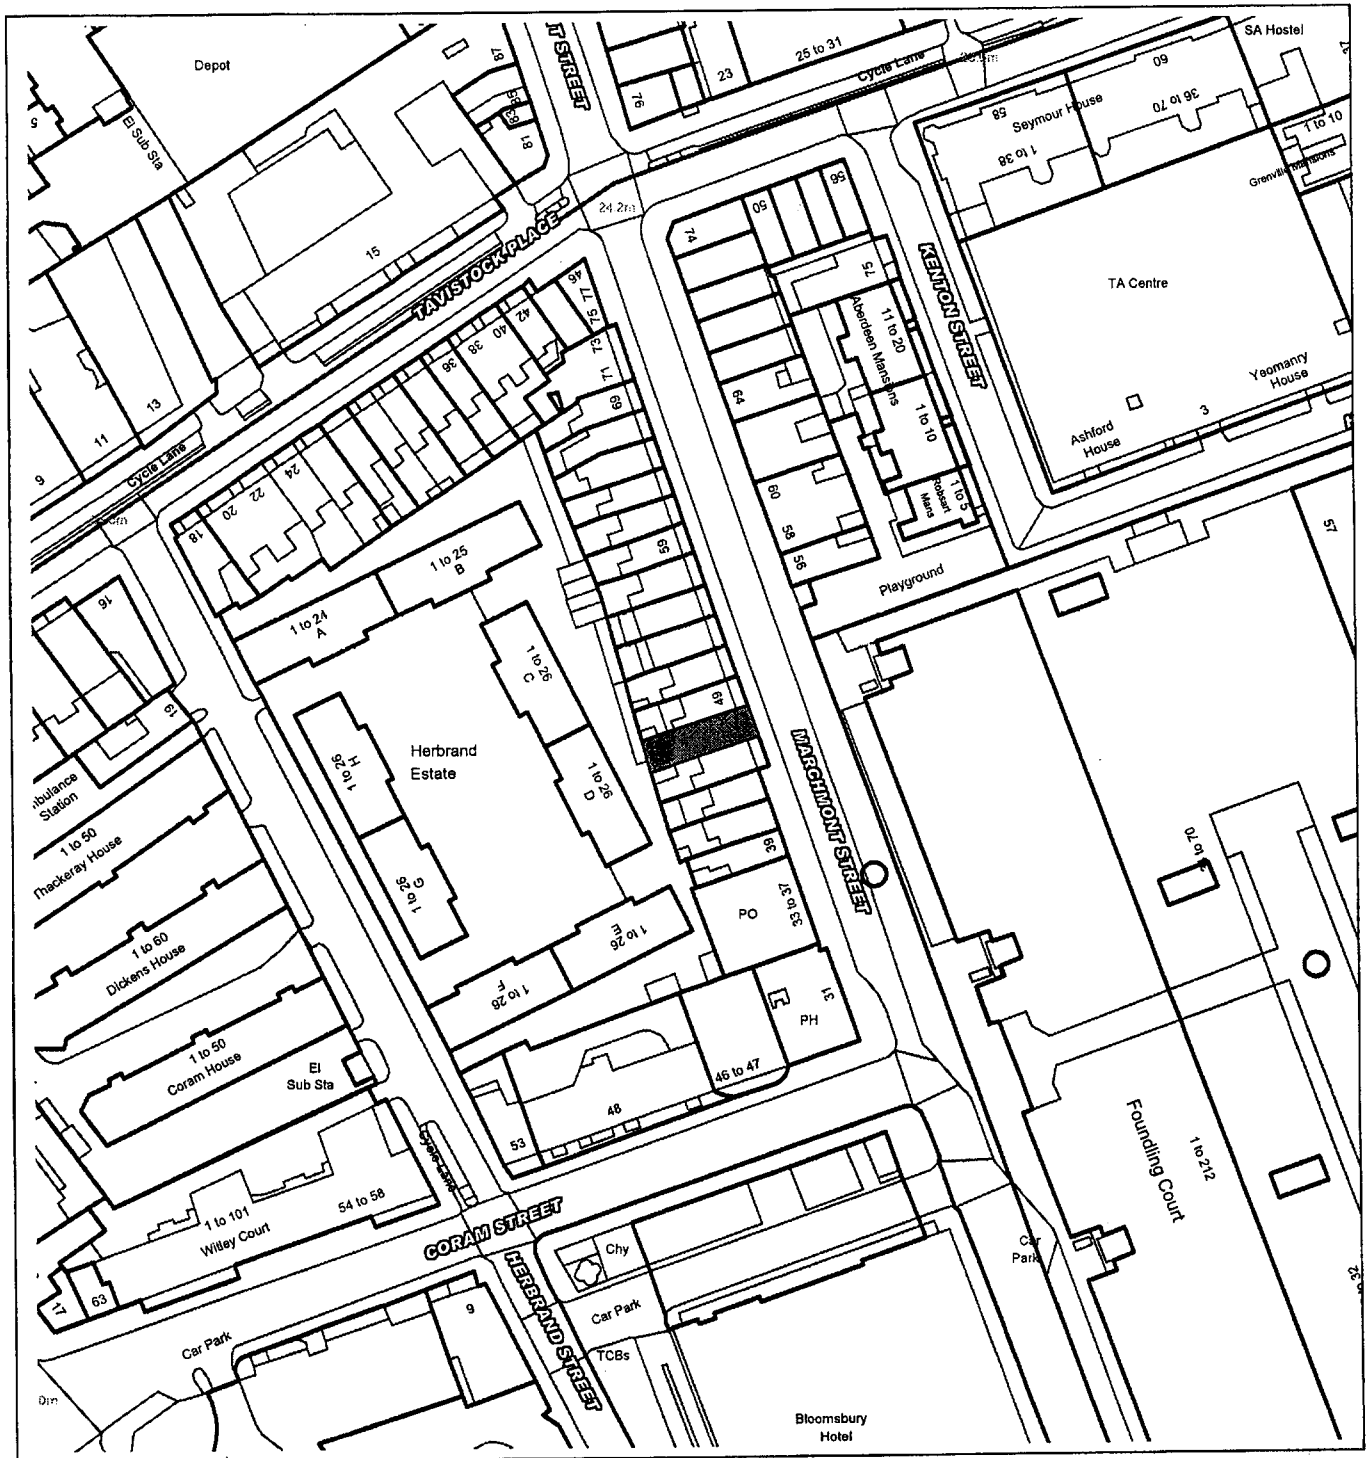 Depot
El Sub Sta
5
87
85
83
81
T STREET
76
23
25 to 31
Cycle Lane
SA Hostel
58
Seymour House
60
36 to 70
1 to 38
1 to 10
Grenville Mansions
24.2m
15
TAVISTOCK PLACE
74
50
56
75
KENTON STREET
TA Centre
11 to 20
Aberdeen Mansions
1 to 10
64
Yeomanry
House
3
Ashford
House
13
11
9
Cycle Lane
46
77
75
73
71
69
42
40
38
36
24
22
20
18
60
58
56
1 to 5
Robsart
Mans
Playground
57
59
16
19
1 to 25
B
1 to 24
A
1 to 26
C
1 to 26
D
1 to 26
H
1 to 26
G
Herbrand
Estate
49
MARCHMONT STREET
39
33 to 37
PO
1 to 26
E
1 to 26
F
31
PH
mbulance
Station
1 to 50
Thackeray House
1 to 60
Dickens House
1 to 50
Coram House
El
Sub Sta
46 to 47
48
53
Cycle Lane
54 to 58
1 to 101
Witley Court
17
63
CORAM STREET
HERBRAND STREET
9
Car Park
Chy
Car Park
TCBs
Car
Park
Foundling Court
1 to 212
Bloomsbury
Hotel
0m